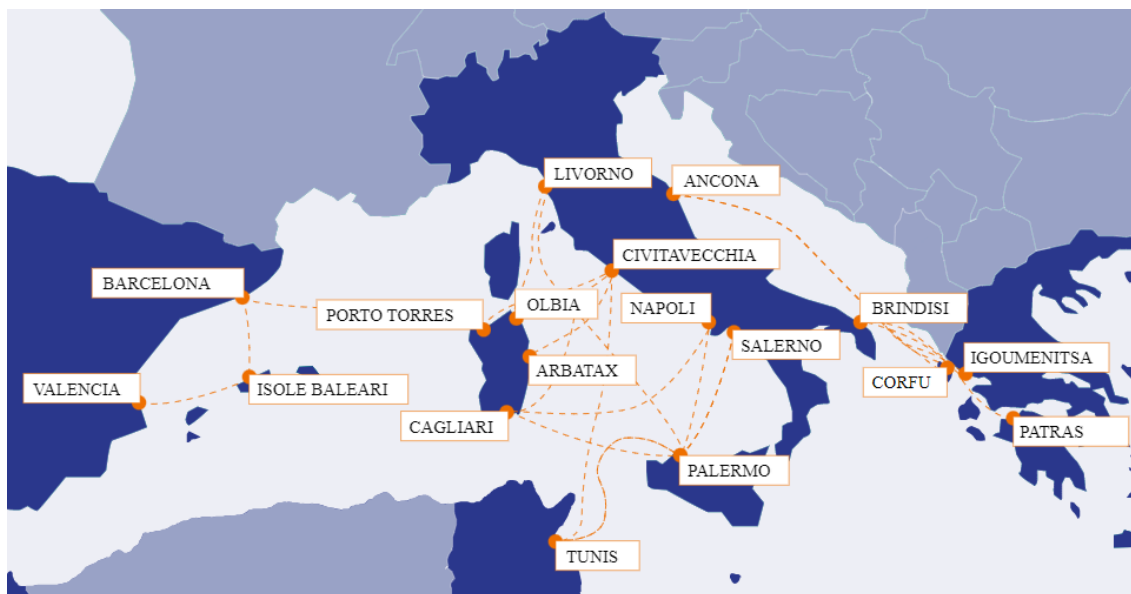 LIVORNO
ANCONA
CIVITAVECCHIA
BARCELONA
OLBIA
NAPOLI
BRINDISI
PORTO TORRES
SALERNO
IGOUMENITSA
ARBATAX
CORFU
VALENCIA
ISOLE BALEARI
CAGLIARI
PATRAS
PALERMO
TUNIS